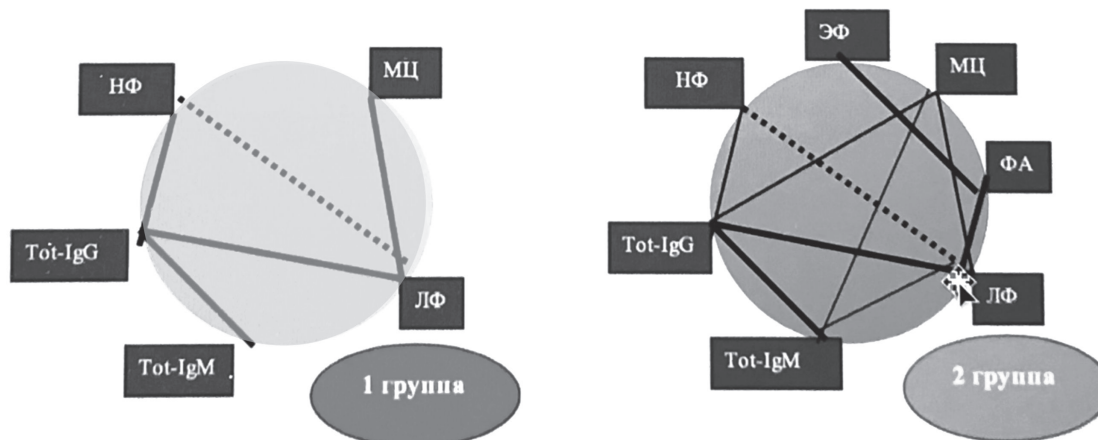 НФ
МЦ
Tot-IgG
ЛФ
Tot-IgM
1 группа
ЭФ
НФ
МЦ
ФА
Tot-IgG
ЛФ
Tot-IgM
2 группа